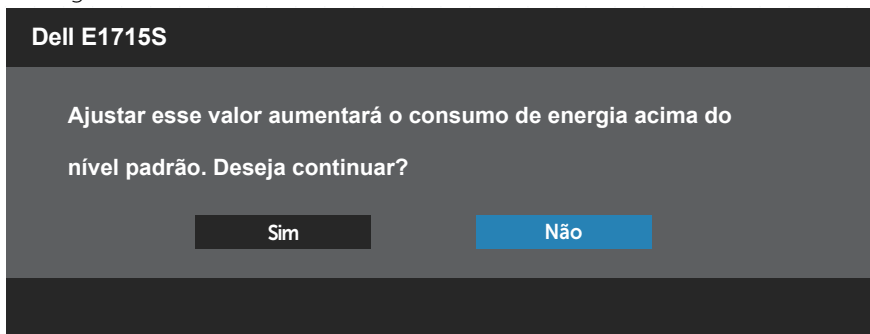 Dell E1715S
Ajustar esse valor aumentará o consumo de energia acima do
nível padrão. Deseja continuar?
Sim
Não